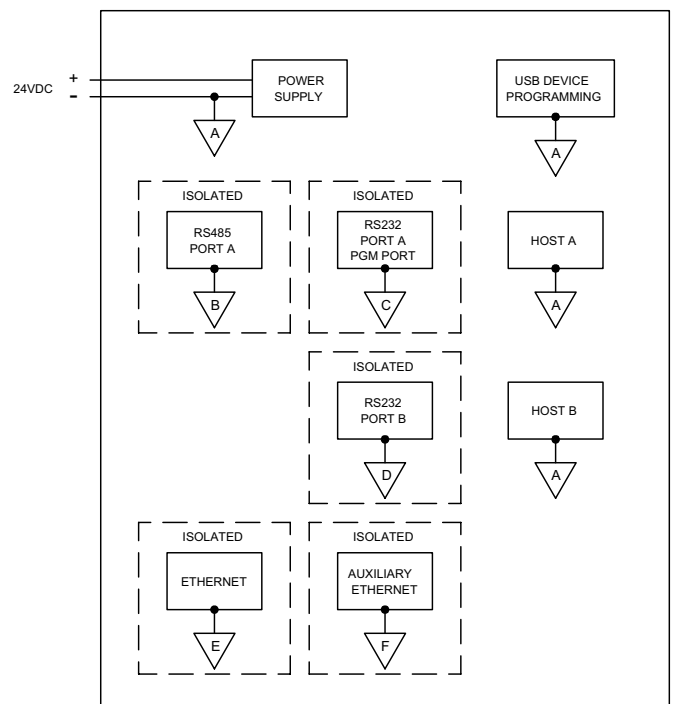 24VDC
+
-
POWER
SUPPLY
A
USB DEVICE
PROGRAMMING
A
ISOLATED
RS485
PORT A
B
ISOLATED
RS232
PORT A
PGM PORT
C
HOST A
A
ISOLATED
RS232
PORT B
D
HOST B
A
ISOLATED
ETHERNET
E
ISOLATED
AUXILIARY
ETHERNET
F